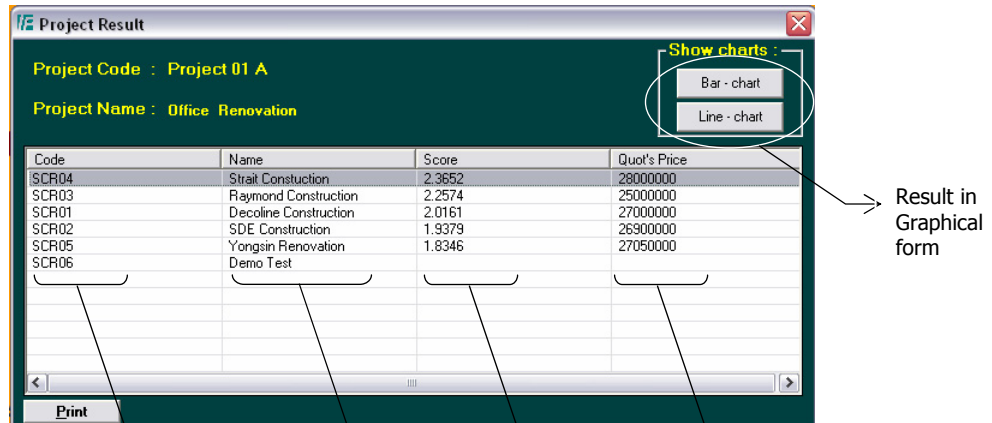 Project Result
Show charts :
Project Code : Project 01 A
Bar - chart
Project Name : Office Renovation
Line - chart
Code Name Score Quot's Price
SCR04 Strait Constuction 2.3652 28000000
SCR03 Raymond Construction 2.2574 25000000
SCR01 Decoline Construction 2.0161 27000000
SCR02 SDE Construction 1.9379 26900000
SCR05 Yongsin Renovation 1.8346 27050000
SCR06 Demo Test
Result in
Graphical
form
Print